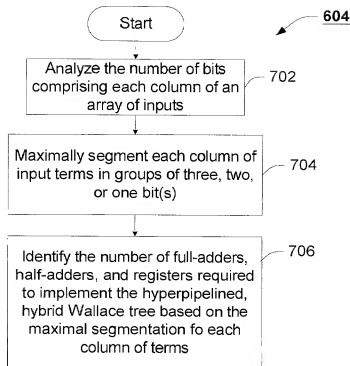 Start
604
Analyze the number of bits
comprising each column of an
array of inputs
702
Maximally segment each column of
input terms in groups of three, two,
or one bit(s)
704
Identify the number of full-adders,
half-adders, and registers required
to implement the hyperpipelined,
hybrid Wallace tree based on the
maximal segmentation fo each
column of terms
706